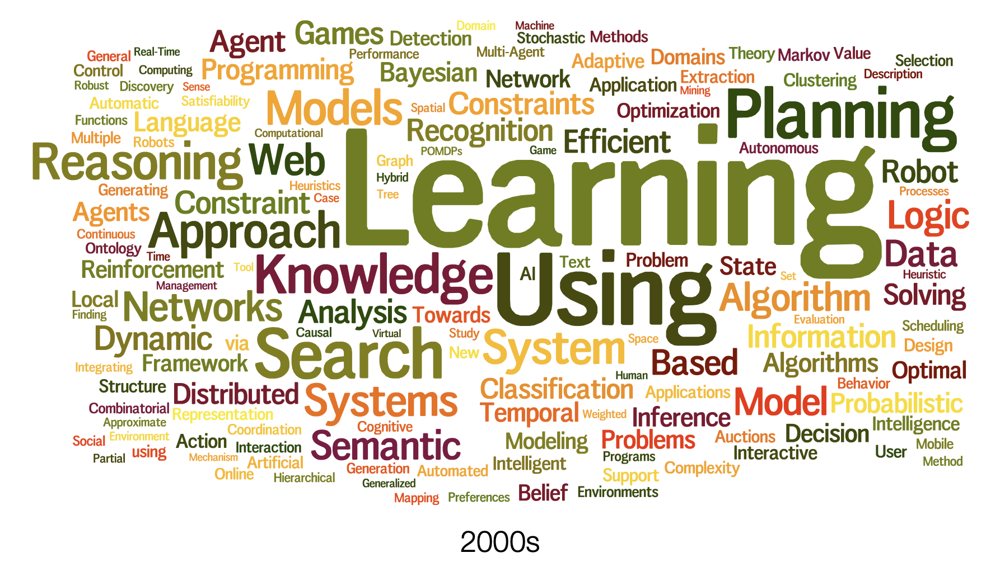 Games
Domain
Machine
Agent
Detection
Stochastic
Methods
General
Real-Time
Performance
Multi-Agent
Adaptive
Domains
Theory
Markov
Value
Selection
Control
Computing
Programming
Bayesian
Network
Application
Extraction
Clustering
Description
Robust
Discovery
Sense
Mining
Automatic
Satisfiability
Models
Spatial
Constraints
Optimization
Planning
Functions
Language
Recognition
Efficient
Multiple
Robots
Computational
Autonomous
Reasoning
Web
POMDPs
Game
Learning
Graph
Robot
Hybrid
Generating
Heuristics
Tree
Processes
Constraint
Case
Agents
Logic
Approach
Continuous
Ontology
Time
Data
Reinforcement
Tool
Knowledge
Using
AI
Text
Problem
State
Set
Heuristic
Management
Local
Networks
Analysis
Towards
Algorithm
Solving
Finding
Evaluation
Dynamic
via
Causal
Virtual
Study
Search
New
System
Space
Information
Scheduling
Design
Integrating
Framework
Based
Algorithms
Optimal
Human
Structure
Distributed
Systems
Classification
Applications
Behavior
Model
Probabilistic
Combinatorial
Representation
Temporal
Weighted
Inference
Approximate
Intelligence
Coordination
Cognitive
Social
Environment
Action
Interaction
Semantic
Modeling
Problems
Auctions
Decision
Partial
using
Mechanism
Artificial
Programs
Interactive
User
Mobile
Method
Online
Hierarchical
Generation
Automated
Intelligent
Support
Complexity
Generalized
Mapping
Preferences
Belief
Environments
2000s